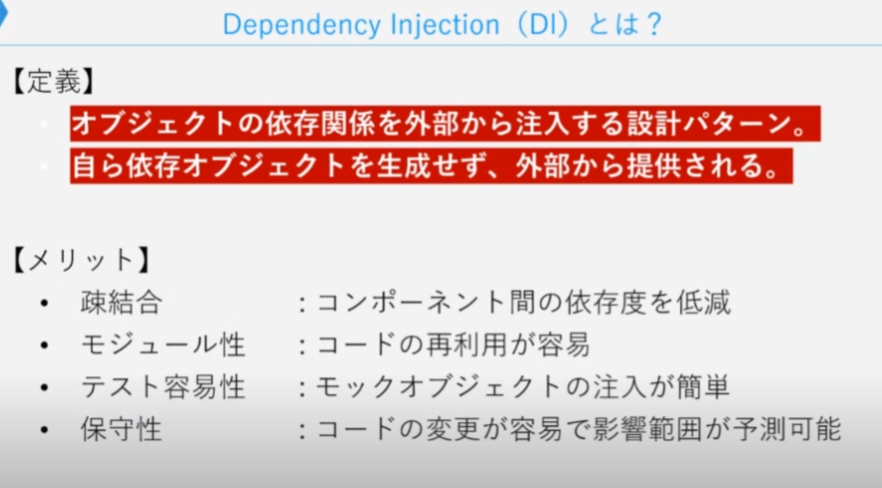 Dependency Injection（DI）とは？
【定義】
• オブジェクトの依存関係を外部から注入する設計パターン。
• 自ら依存オブジェクトを生成せず、外部から提供される。
【メリット】
• 疎結合　　　　：コンポーネント間の依存度を低減
• モジュール性　：コードの再利用が容易
• テスト容易性　：モックオブジェクトの注入が簡単
• 保守性　　　　：コードの変更が容易で影響範囲が予測可能